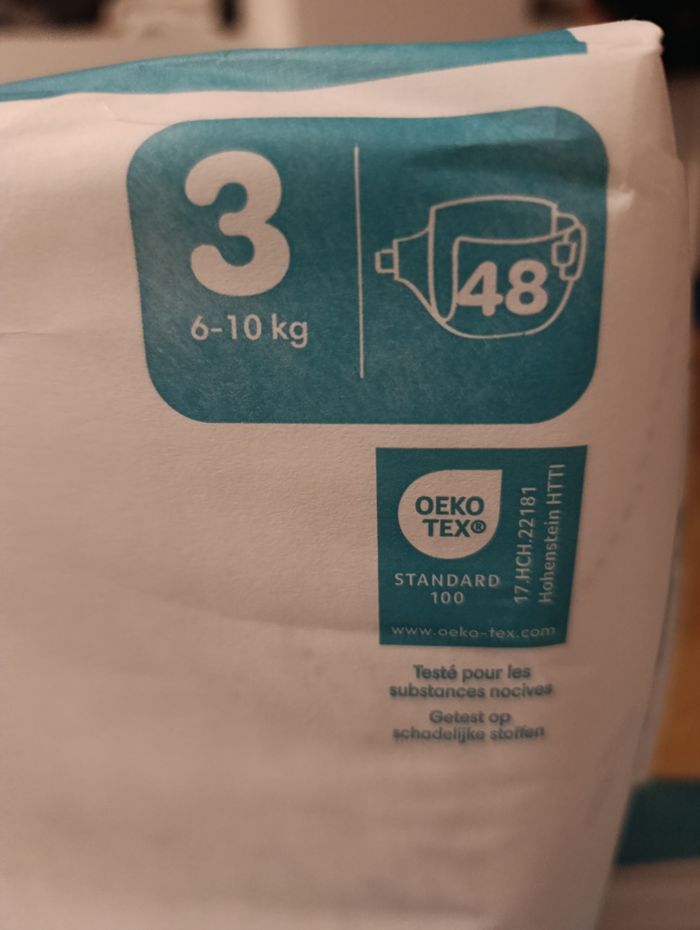 3
6-10 kg
48
OEKO
TEX®
STANDARD
100
17.HCH.22181
Hohenstein HTTI
www.oeko-tex.com
Testé pour les
substances nocives
Getest op
schadelijke stoffen